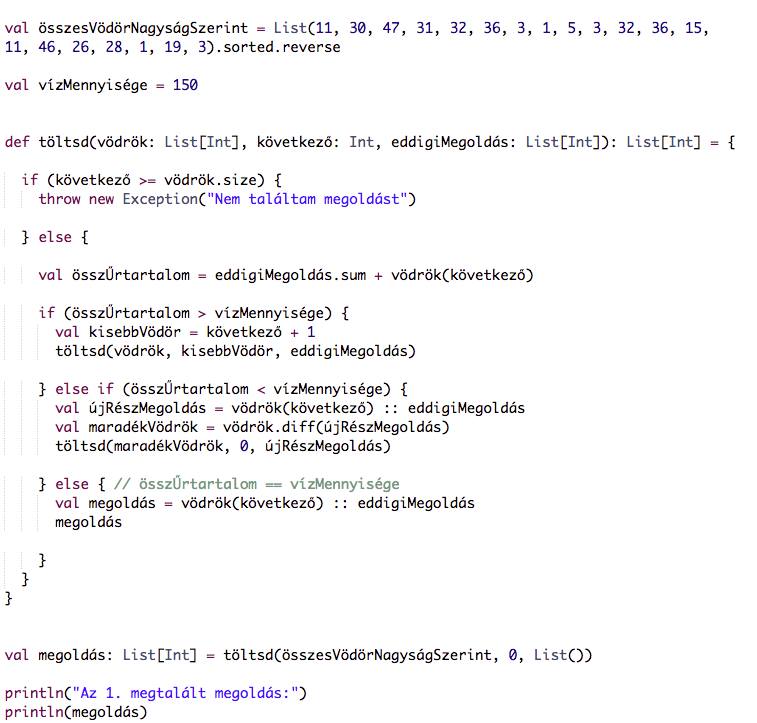 val összesVödörNagyságSzerint = List(11, 30, 47, 31, 32, 36, 3, 1, 5, 3, 32, 36, 15,
11, 46, 26, 28, 1, 19, 3).sorted.reverse
val vízMennyisége = 150
def töltsd(vödrök: List[Int], következő: Int, eddigiMegoldás: List[Int]): List[Int] = {
if (következő >= vödrök.size) {
throw new Exception("Nem találtam megoldást")
} else {
val összŰrtartalom = eddigiMegoldás.sum + vödrök(következő)
if (összŰrtartalom > vízMennyisége) {
val kisebbVödör = következő + 1
töltsd(vödrök, kisebbVödör, eddigiMegoldás)
} else if (összŰrtartalom < vízMennyisége) {
val újRészMegoldás = vödrök(következő) :: eddigiMegoldás
val maradékVödrök = vödrök.diff(újRészMegoldás)
töltsd(maradékVödrök, 0, újRészMegoldás)
} else { // összŰrtartalom == vízMennyisége
val megoldás = vödrök(következő) :: eddigiMegoldás
megoldás
}
}
}
val megoldás: List[Int] = töltsd(összesVödörNagyságSzerint, 0, List())
println("Az 1. megtalált megoldás:")
println(megoldás)